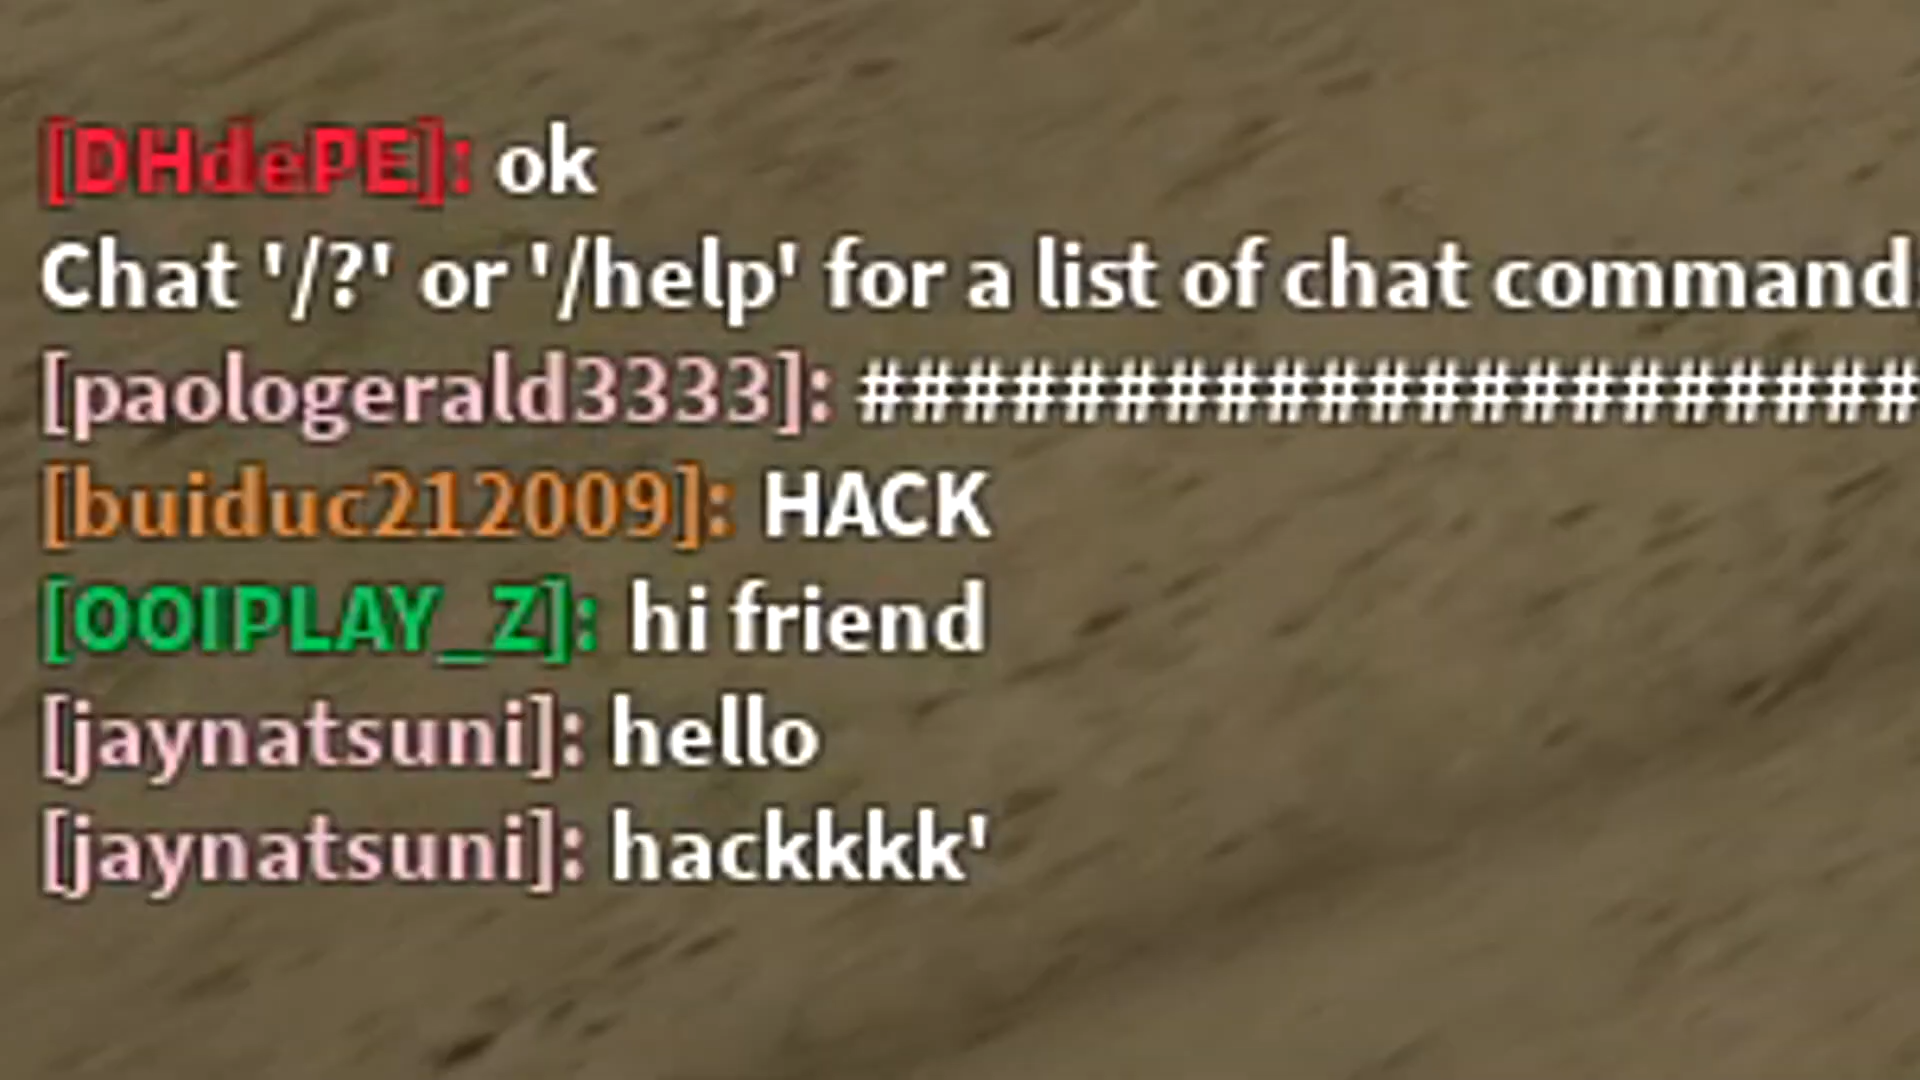 [DHdePE]: ok
Chat '/?' or '/help' for a list of chat commands
[paologerald3333]: #####################
[buiduc212009]: HACK
[OOIPLAY_Z]: hi friend
[jaynatsuni]: hello
[jaynatsuni]: hackkkk'